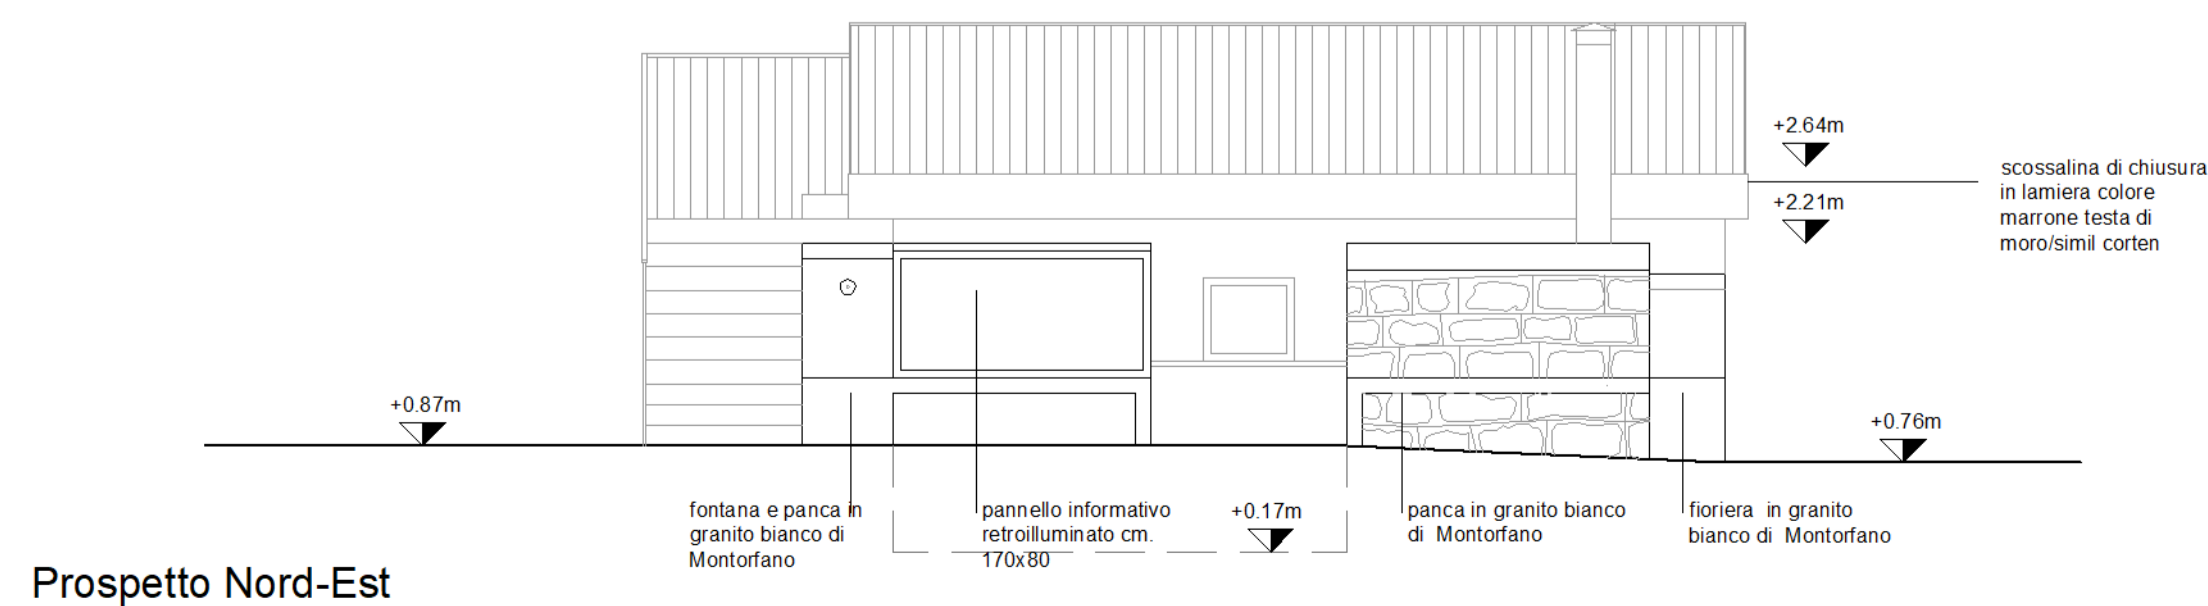 +2.64m
scossalina di chiusura
in lamiera colore
marrone testa di
moro/simil corten
+2.21m
+0.87m
+0.76m
fontana e panca in
granito bianco di
Montorfano
pannello informativo
retroilluminato cm.
170x80
+0.17m
panca in granito bianco
di Montorfano
fioriera in granito
bianco di Montorfano
Prospetto Nord-Est